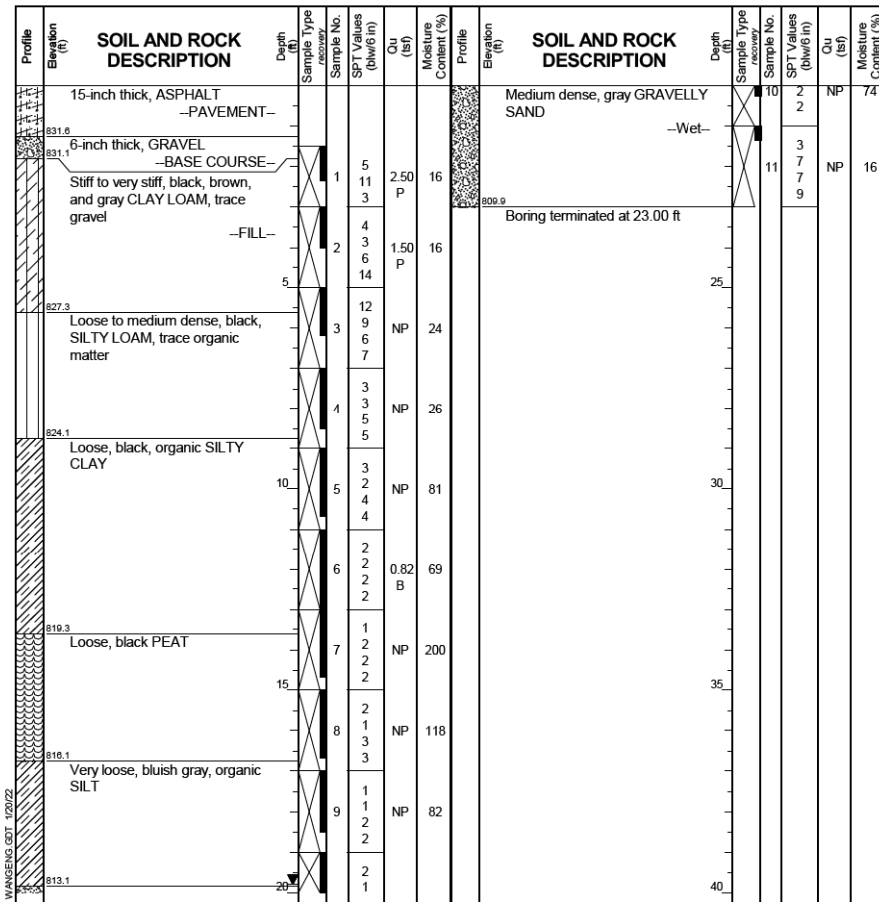 Profile
Elevation (ft)
SOIL AND ROCK DESCRIPTION
Depth (ft)
Sample Type
recovery
Sample No.
SPT Values (blw/6 in)
Qu (tsf)
Moisture Content (%)
15-inch thick, ASPHALT
--PAVEMENT--
831.6
6-inch thick, GRAVEL
831.1
--BASE COURSE--
Stiff to very stiff, black, brown,
and gray CLAY LOAM, trace
gravel
--FILL--
1
5
11
3
2.50
P
16
2
4
3
6
14
1.50
P
16
5
827.3
Loose to medium dense, black,
SILTY LOAM, trace organic
matter
3
12
9
6
7
NP
24
4
3
3
5
5
NP
26
824.1
Loose, black, organic SILTY
CLAY
10
5
3
2
4
4
NP
81
6
2
2
2
2
0.82
B
69
819.3
Loose, black PEAT
7
1
2
2
2
NP
200
15
8
2
1
3
3
NP
118
816.1
Very loose, bluish gray, organic
SILT
9
1
1
2
2
NP
82
813.1
20
2
1
Profile
Elevation (ft)
SOIL AND ROCK DESCRIPTION
Depth (ft)
Sample Type
recovery
Sample No.
SPT Values (blw/6 in)
Qu (tsf)
Moisture Content (%)
Medium dense, gray GRAVELLY
SAND
--Wet--
10
2
2
NP
74
11
3
7
7
9
NP
16
809.9
Boring terminated at 23.00 ft
25
30
35
40
WANGENG.GDT 1/20/22